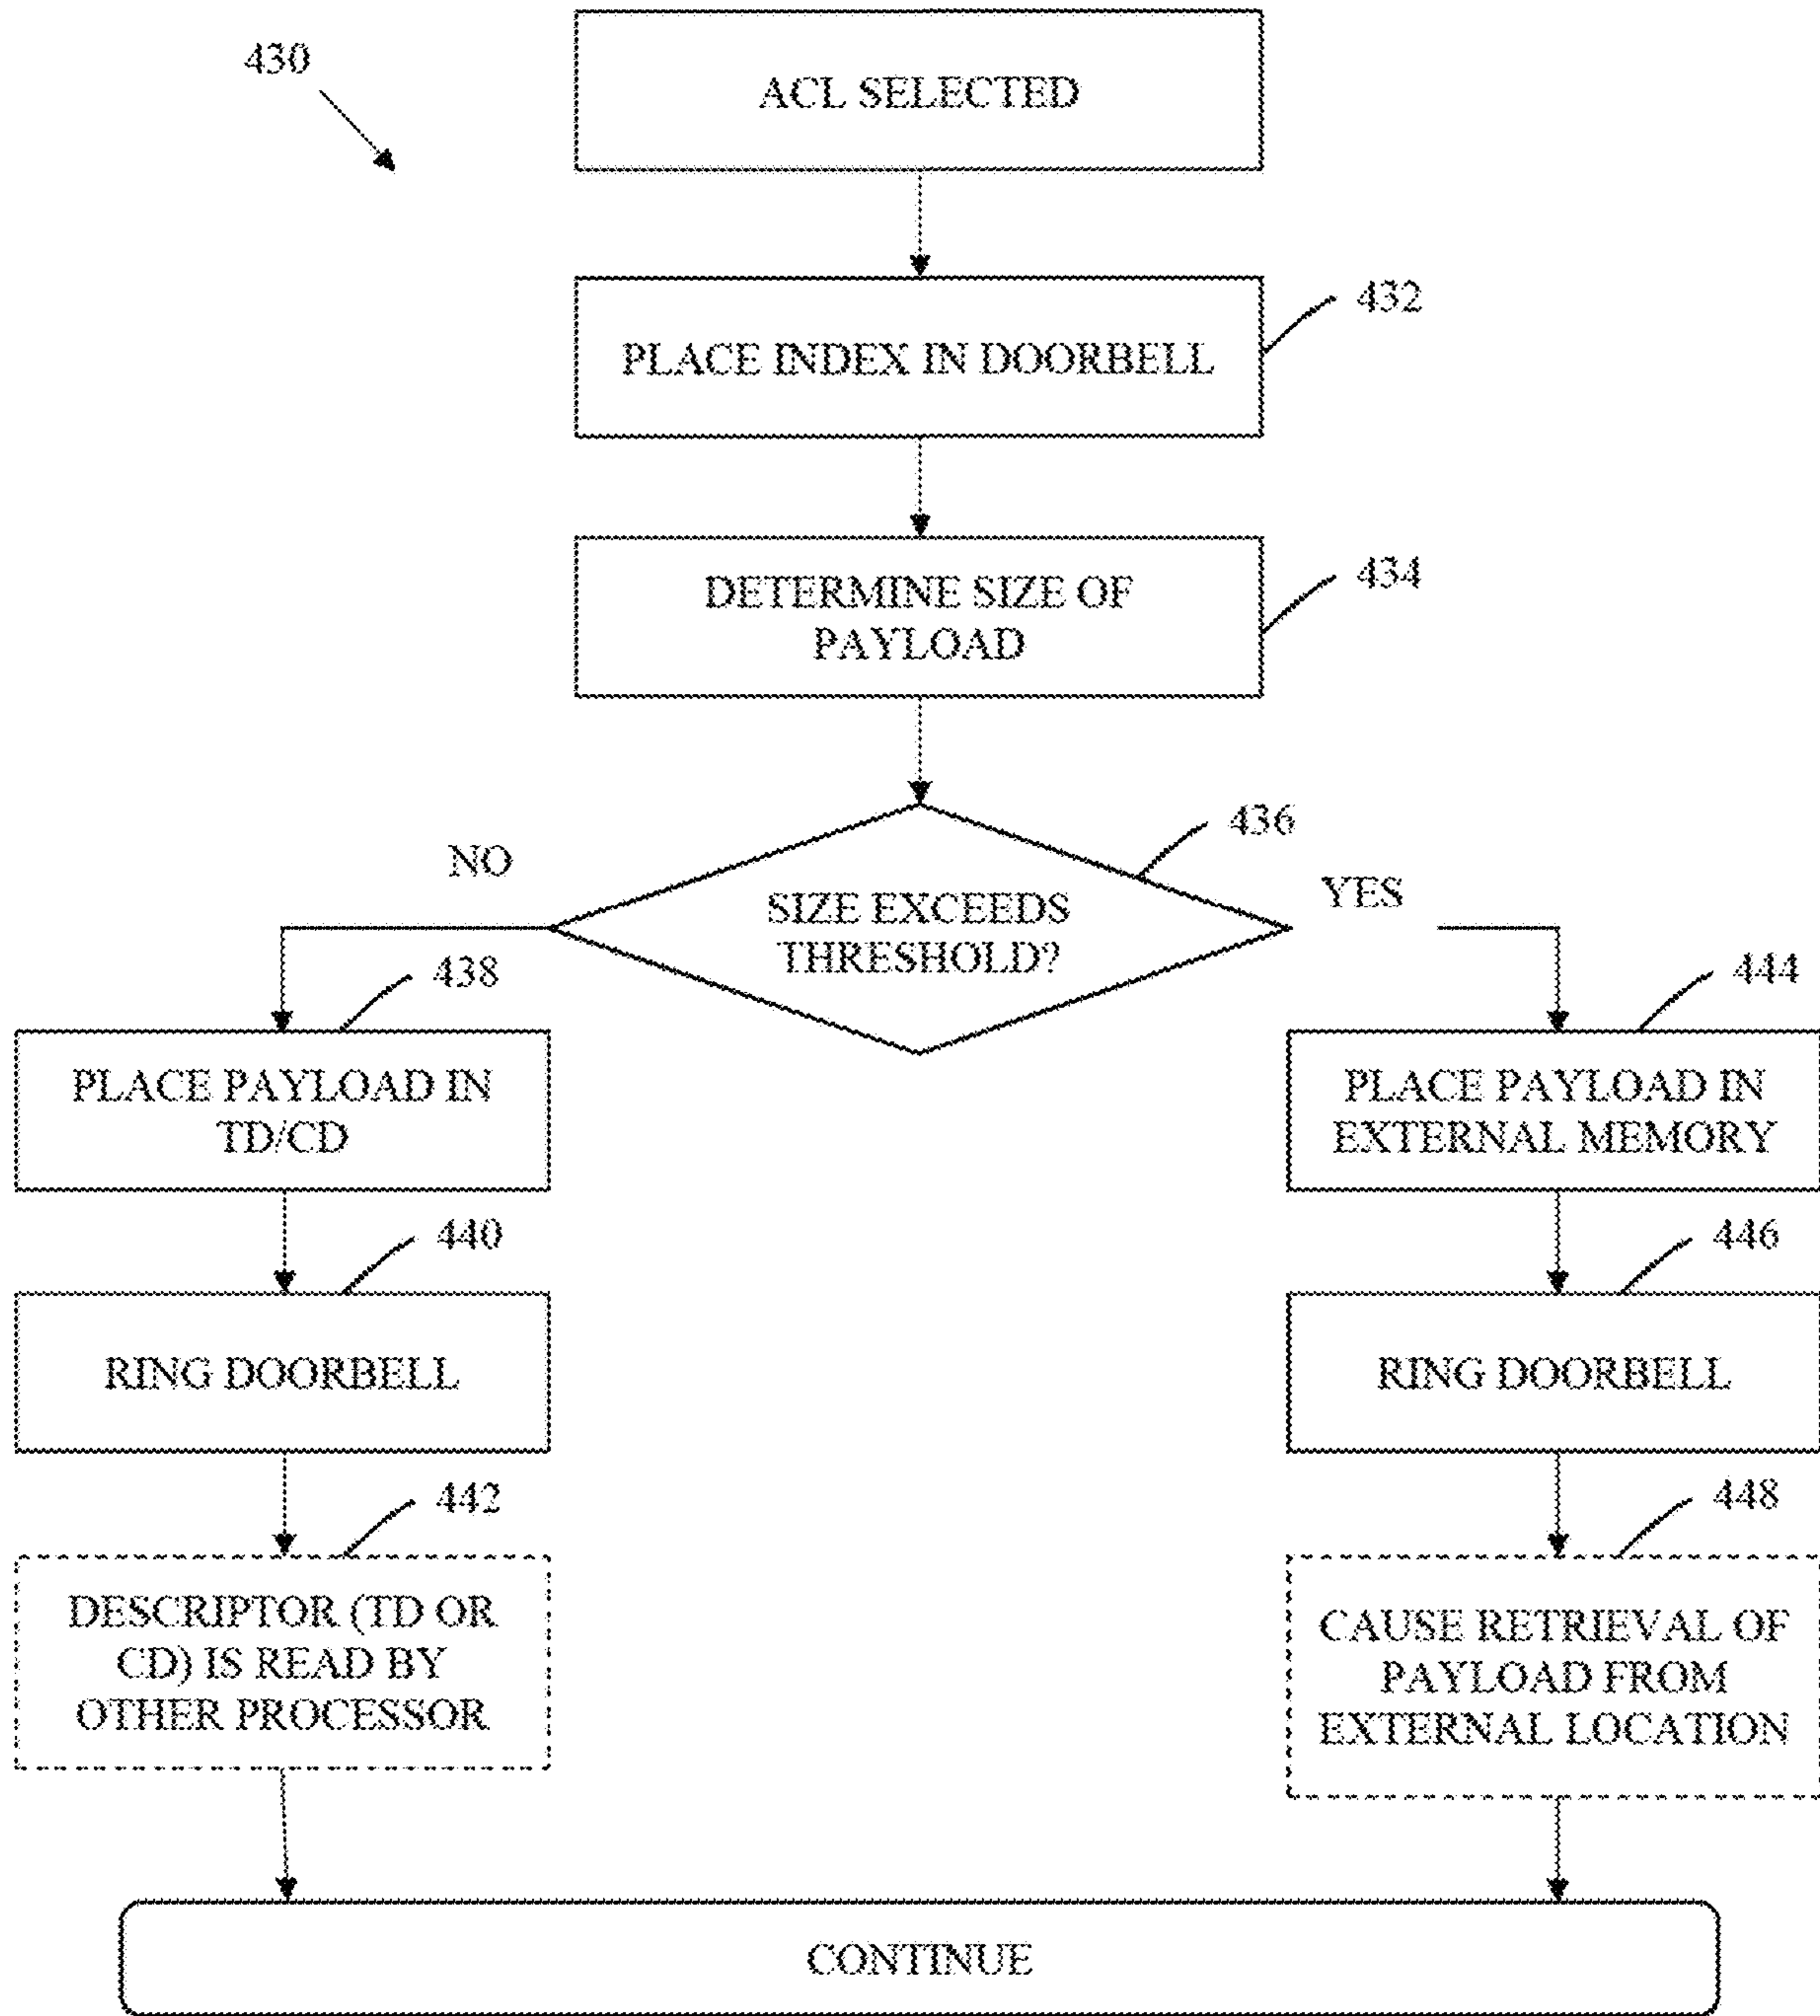 430
ACL SELECTED
432
PLACE INDEX IN DOORBELL
434
DETERMINE SIZE OF
PAYLOAD
436
NO
YES
SIZE EXCEEDS
THRESHOLD?
438
PLACE PAYLOAD IN
TD/CD
440
RING DOORBELL
442
DESCRIPTOR (TD OR
CD) IS READ BY
OTHER PROCESSOR
444
PLACE PAYLOAD IN
EXTERNAL MEMORY
446
RING DOORBELL
448
CAUSE RETRIEVAL OF
PAYLOAD FROM
EXTERNAL LOCATION
CONTINUE